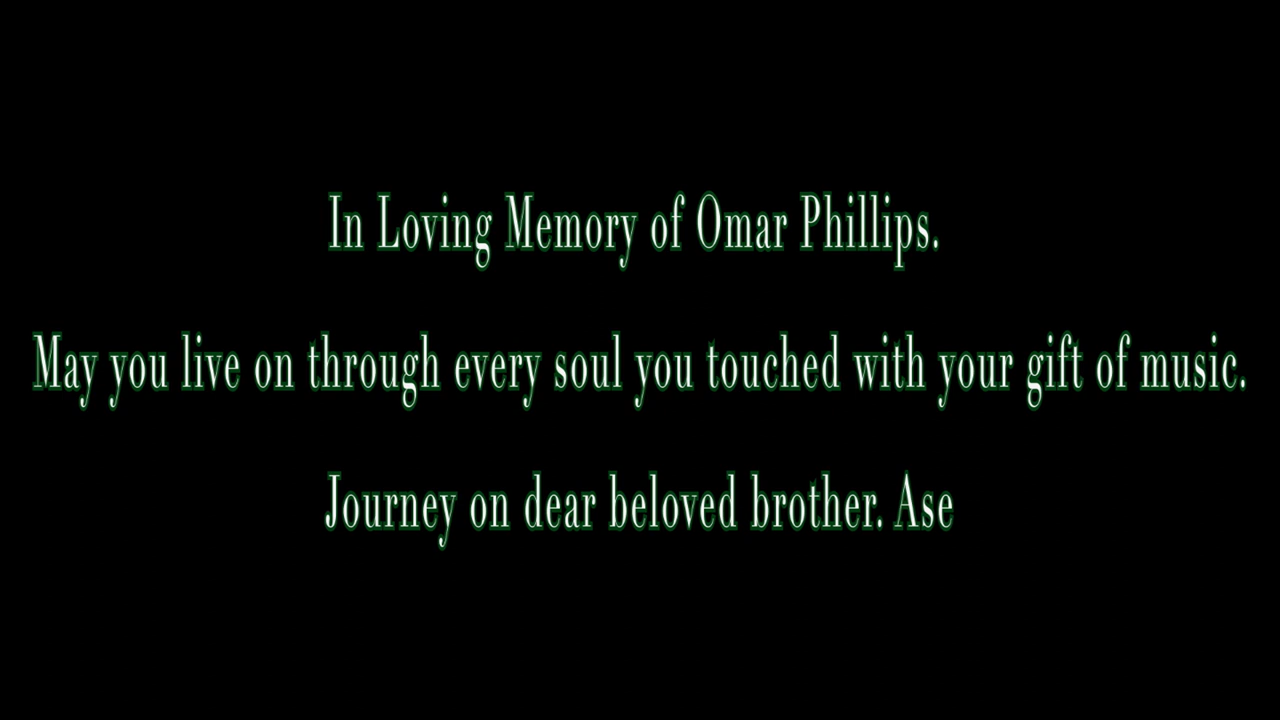 In Loving Memory of Omar Phillips.
May you live on through every soul you touched with your gift of music.
Journey on dear beloved brother. Ase